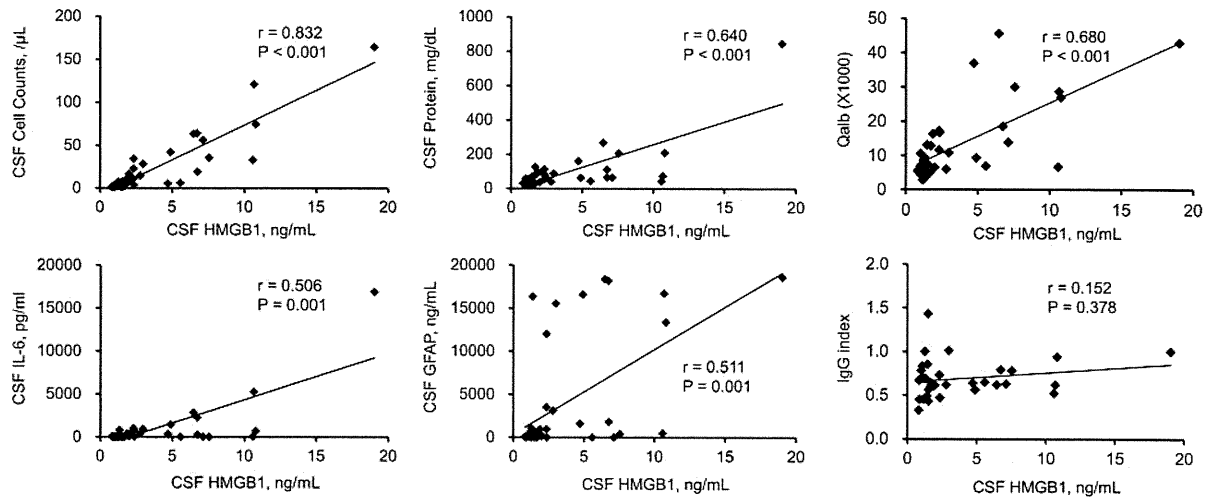 CSF Cell Counts, /µL
200
150
100
50
0
r = 0.832
P < 0.001
0 5 10 15 20
CSF HMGB1, ng/mL
CSF Protein, mg/dL
1000
800
600
400
200
0
r = 0.640
P < 0.001
0 5 10 15 20
CSF HMGB1, ng/mL
Qalb (X1000)
50
40
30
20
10
0
r = 0.680
P < 0.001
0 5 10 15 20
CSF HMGB1, ng/mL
CSF IL-6, pg/ml
20000
15000
10000
5000
0
r = 0.506
P = 0.001
0 5 10 15 20
CSF HMGB1, ng/mL
CSF GFAP, ng/mL
20000
15000
10000
5000
0
r = 0.511
P = 0.001
0 5 10 15 20
CSF HMGB1, ng/mL
IgG index
2.0
1.5
1.0
0.5
0.0
r = 0.152
P = 0.378
0 5 10 15 20
CSF HMGB1, ng/mL